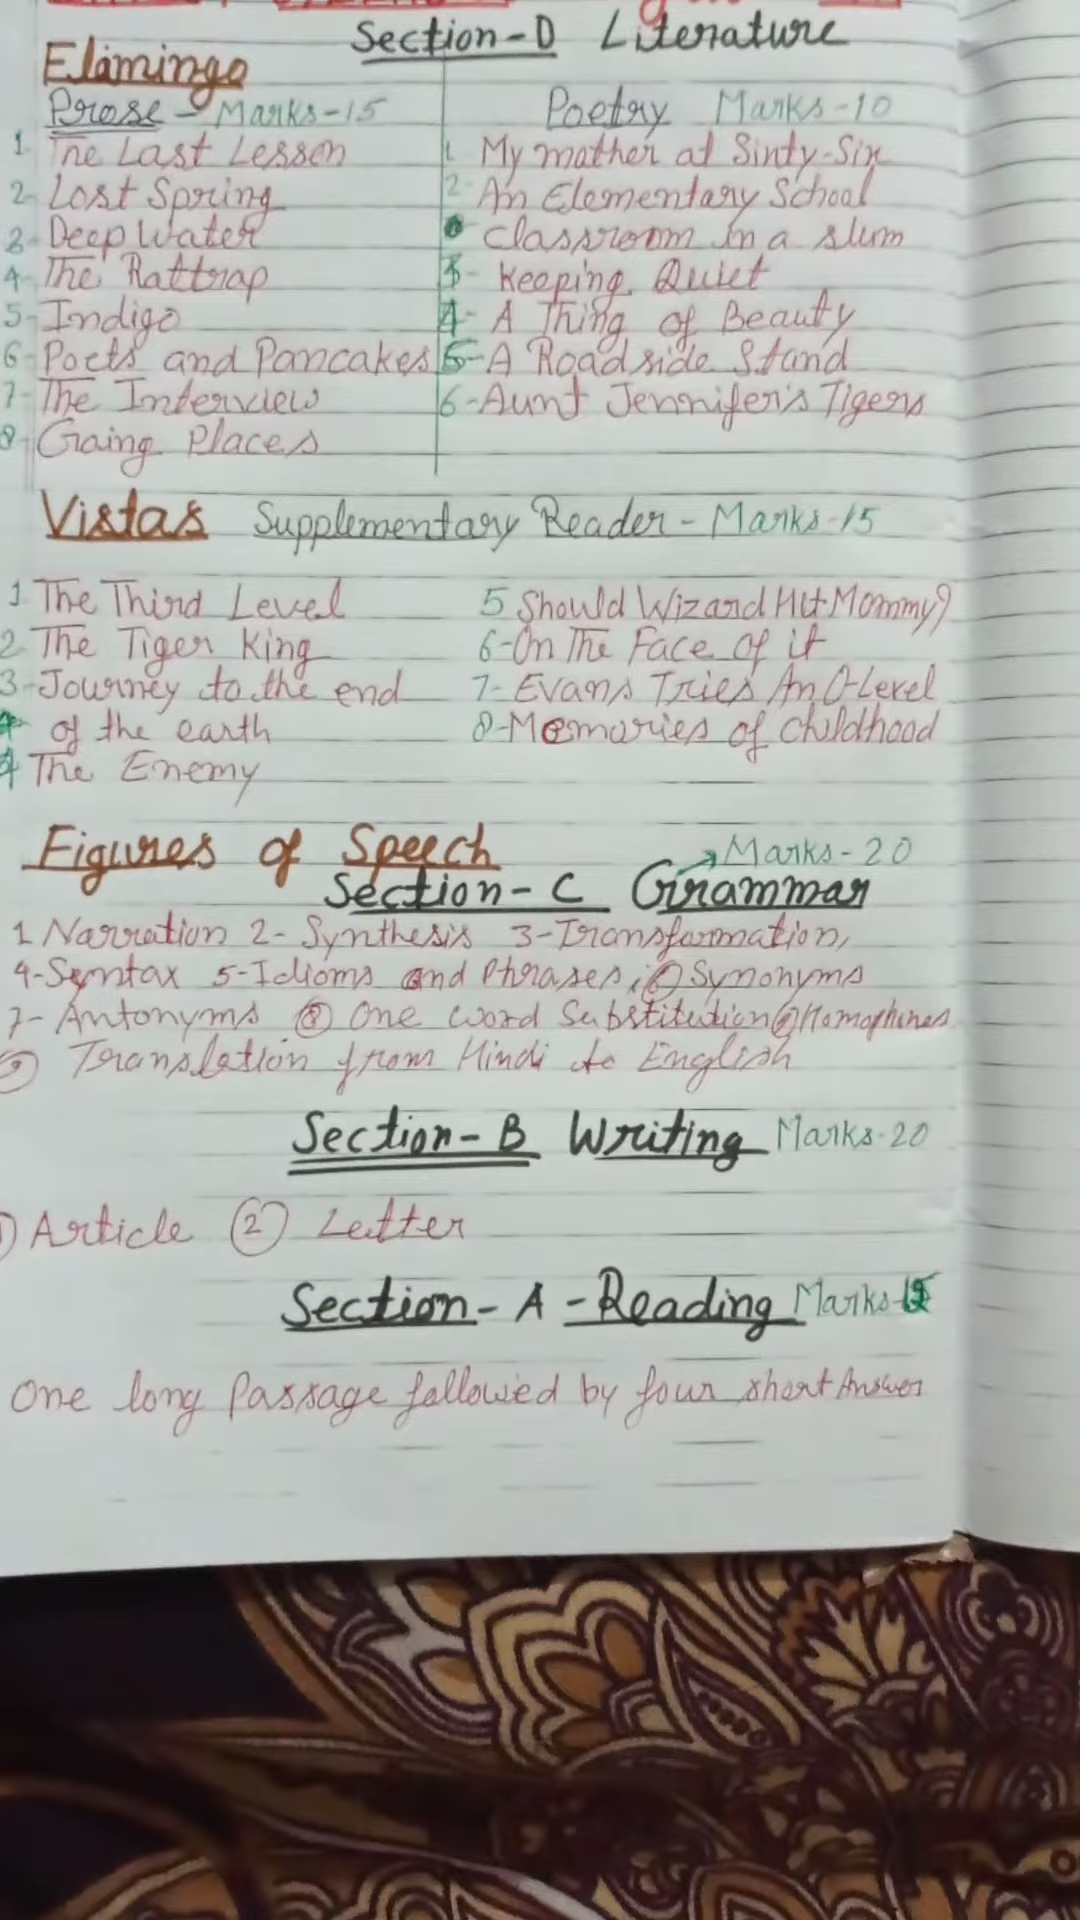 Section-D Literature
Flamingo
Prose - Marks-15
1 The Last Lesson
2- Lost Spring
3- Deep Water
4- The Rattrap
5- Indigo
6- Poets and Pancakes
7- The Interview
8- Going Places
Poetry Marks-10
1 My mother at Sixty-Six
2- An Elementary School
classroom in a slum
3- Keeping Quiet
4- A Thing of Beauty
5- A Roadside Stand
6- Aunt Jennifer's Tigers
Vistas Supplementary Reader - Marks-15
1 The Third Level
2 The Tiger King
3- Journey to the end
of the earth
4 The Enemy
5 Should Wizard Hit Mommy?
6- On The Face of it
7- Evans Tries An O-Level
8- Memories of childhood
Figures of Speech
→ Marks-20
Section-C Grammar
1 Narration 2- Synthesis 3- Transformation,
4- Syntax 5- Idioms and Phrases, 6 Synonyms
7- Antonyms 8 One word Substitution 9 Homophones
Translation from Hindi to English
Section-B Writing Marks-20
Article 2 Letter
Section-A-Reading Marks-
One long Passage followed by four short Answer